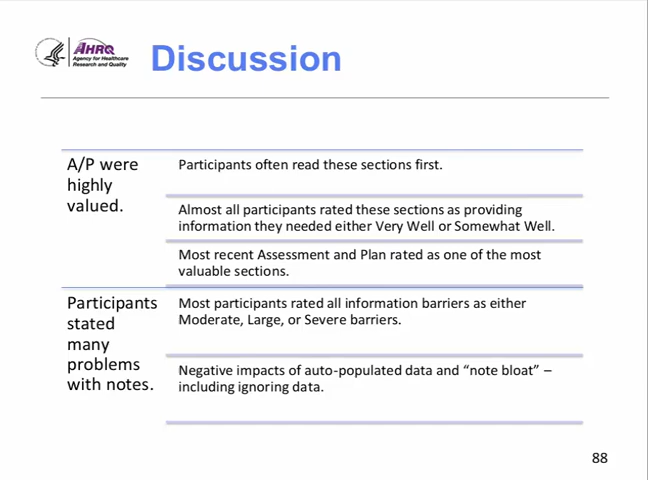 AHRQ
Agency for Healthcare
Research and Quality
Discussion
A/P were
highly
valued.
Participants often read these sections first.
Almost all participants rated these sections as providing
information they needed either Very Well or Somewhat Well.
Most recent Assessment and Plan rated as one of the most
valuable sections.
Participants
stated
many
problems
with notes.
Most participants rated all information barriers as either
Moderate, Large, or Severe barriers.
Negative impacts of auto-populated data and “note bloat” –
including ignoring data.
88